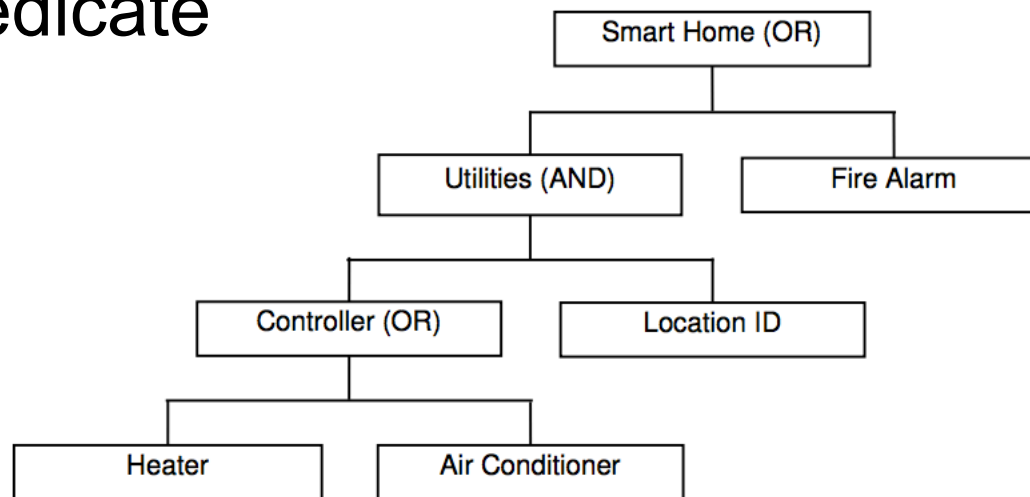 edicate
Smart Home (OR)
Utilities (AND)
Fire Alarm
Controller (OR)
Location ID
Heater
Air Conditioner